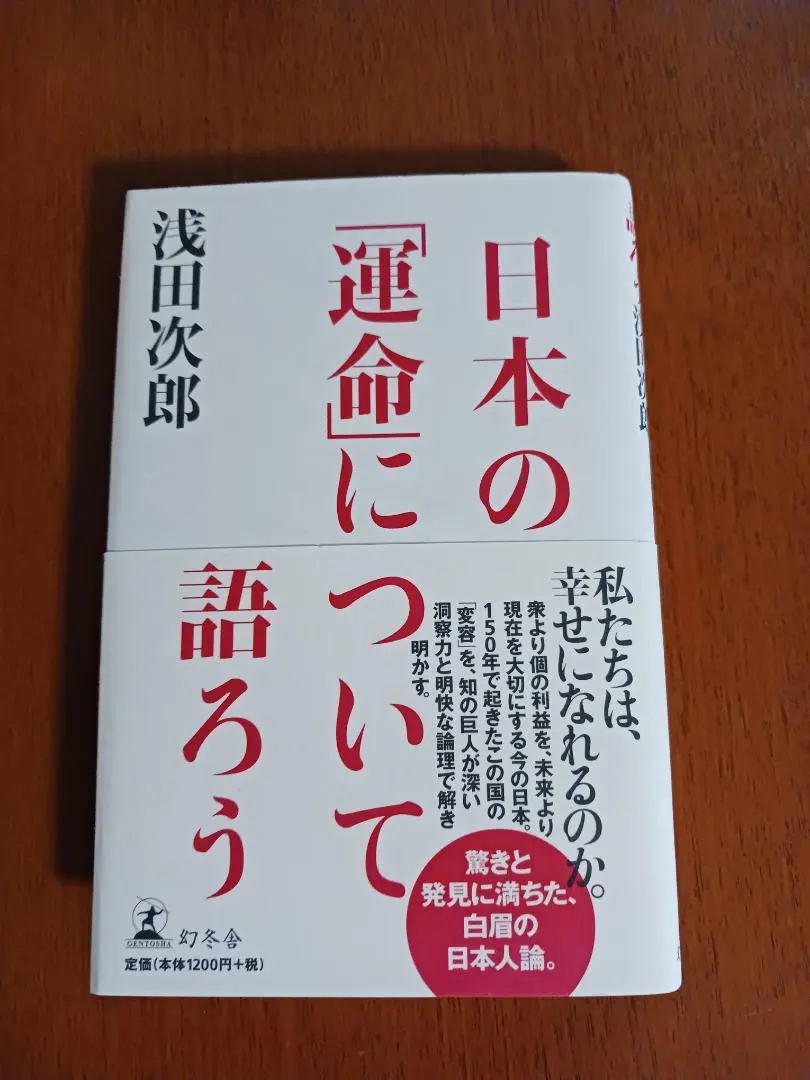 日本の
「運命」について
語ろう
浅田次郎
私たちは、
幸せになれるのか。
衆より個の利益を、未来より
現在を大切にする今の日本。
150年で起きたこの国の
「変容」を、知の巨人が深い
洞察力と明快な論理で解き
明かす。
驚きと
発見に満ちた、
白眉の
日本人論。
GENTOSHA
幻冬舎
定価(本体1200円+税)
浅田次郎